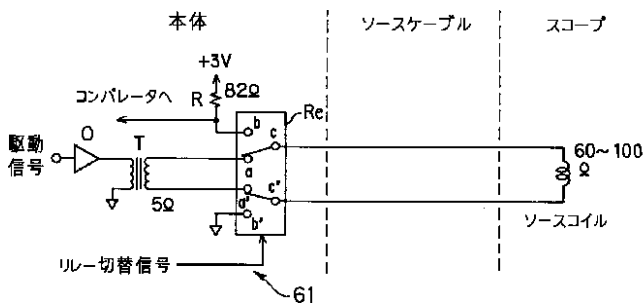 本体
ソースケーブル
スコープ
+3V
R
82Ω
コンパレータへ
Re
b
c
O
T
駆動
信号
a
60～100
Ω
5Ω
a'
c'
b'
ソースコイル
リレー切替信号
61